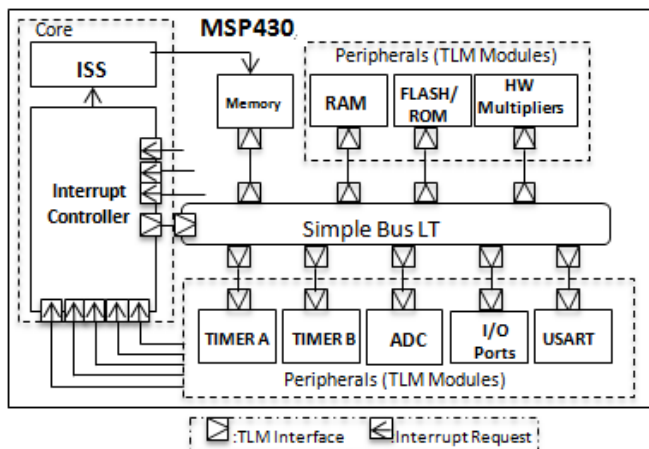 Core
MSP430
ISS
Peripherals (TLM Modules)
Memory
RAM
FLASH/
ROM
HW
Multipliers
Interrupt
Controller
Simple Bus LT
TIMER A
TIMER B
ADC
I/O
Ports
USART
Peripherals (TLM Modules)
:TLM Interface
:Interrupt Request